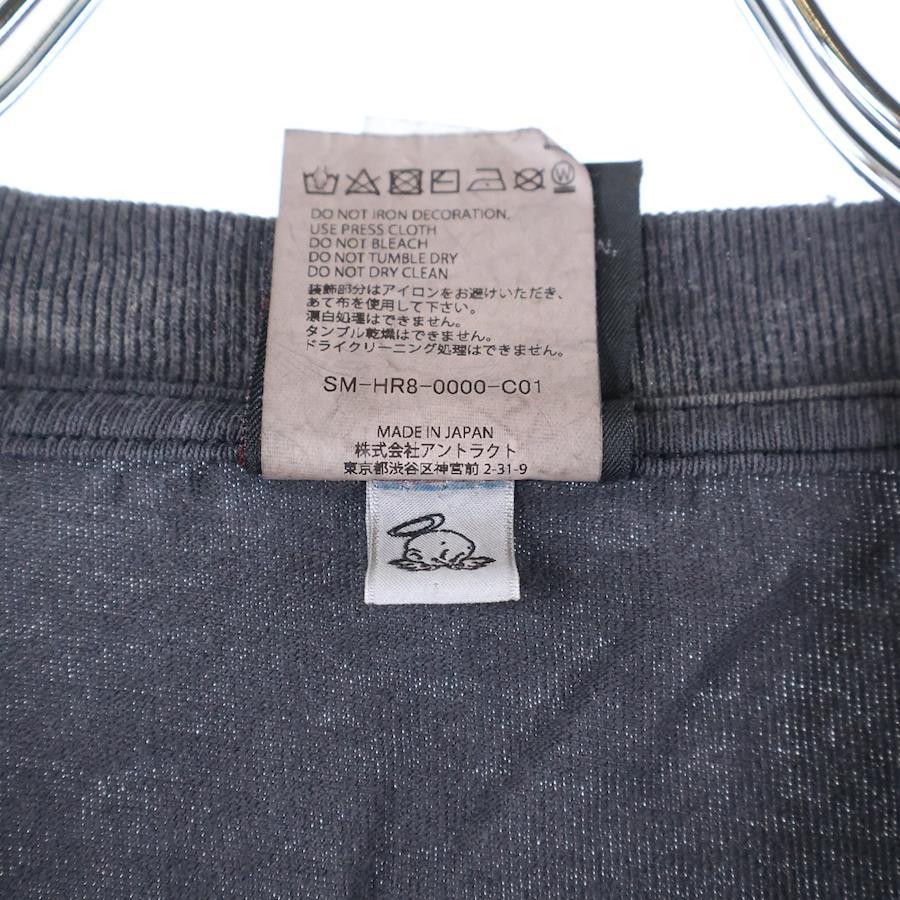 DO NOT IRON DECORATION,
USE PRESS CLOTH
DO NOT BLEACH
DO NOT TUMBLE DRY
DO NOT DRY CLEAN
装飾部分はアイロンをお避けいただき、
あて布を使用して下さい。
漂白処理はできません。
タンブル乾燥はできません。
ドライクリーニング処理はできません。
SM-HR8-0000-C01
MADE IN JAPAN
株式会社アントラクト
東京都渋谷区神宮前 2-31-9